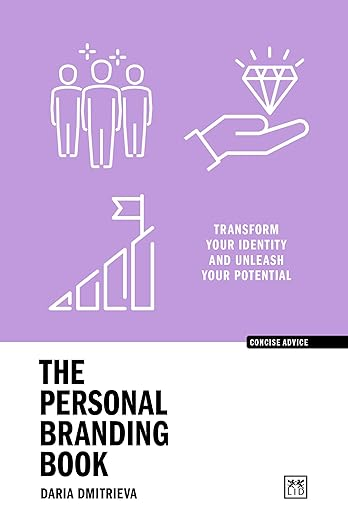 TRANSFORM
YOUR IDENTITY
AND UNLEASH
YOUR POTENTIAL
CONCISE ADVICE
THE
PERSONAL
BRANDING
BOOK
DARIA DMITRIEVA
LID